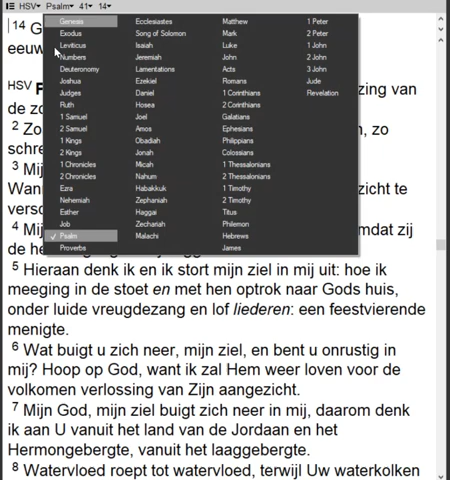 HSV Psalm 41 14
14 G
eeuw
Genesis Ecclesiastes Matthew 1 Peter
Exodus Song of Solomon Mark 2 Peter
Leviticus Isaiah Luke 1 John
Numbers Jeremiah John 2 John
Deuteronomy Lamentations Acts 3 John
Joshua Ezekiel Romans Jude
Judges Daniel 1 Corinthians Revelation
Ruth Hosea 2 Corinthians
1 Samuel Joel Galatians
2 Samuel Amos Ephesians
1 Kings Obadiah Philippians
2 Kings Jonah Colossians
1 Chronicles Micah 1 Thessalonians
2 Chronicles Nahum 2 Thessalonians
Ezra Habakkuk 1 Timothy
Nehemiah Zephaniah 2 Timothy
Esther Haggai Titus
Job Zechariah Philemon
✓ Psalm Malachi Hebrews
Proverbs James
HSV P zing van
de zo
2 Zo n, zo
schre
3 Mij
Wann zicht te
versc
4 Mij mdat zij
de he
5 Hieraan denk ik en ik stort mijn ziel in mij uit: hoe ik
meeging in de stoet en met hen optrok naar Gods huis,
onder luide vreugdezang en lof liederen: een feestvierende
menigte.
6 Wat buigt u zich neer, mijn ziel, en bent u onrustig in
mij? Hoop op God, want ik zal Hem weer loven voor de
volkomen verlossing van Zijn aangezicht.
7 Mijn God, mijn ziel buigt zich neer in mij, daarom denk
ik aan U vanuit het land van de Jordaan en het
Hermongebergte, vanuit het laaggebergte.
8 Watervloed roept tot watervloed, terwijl Uw waterkolken